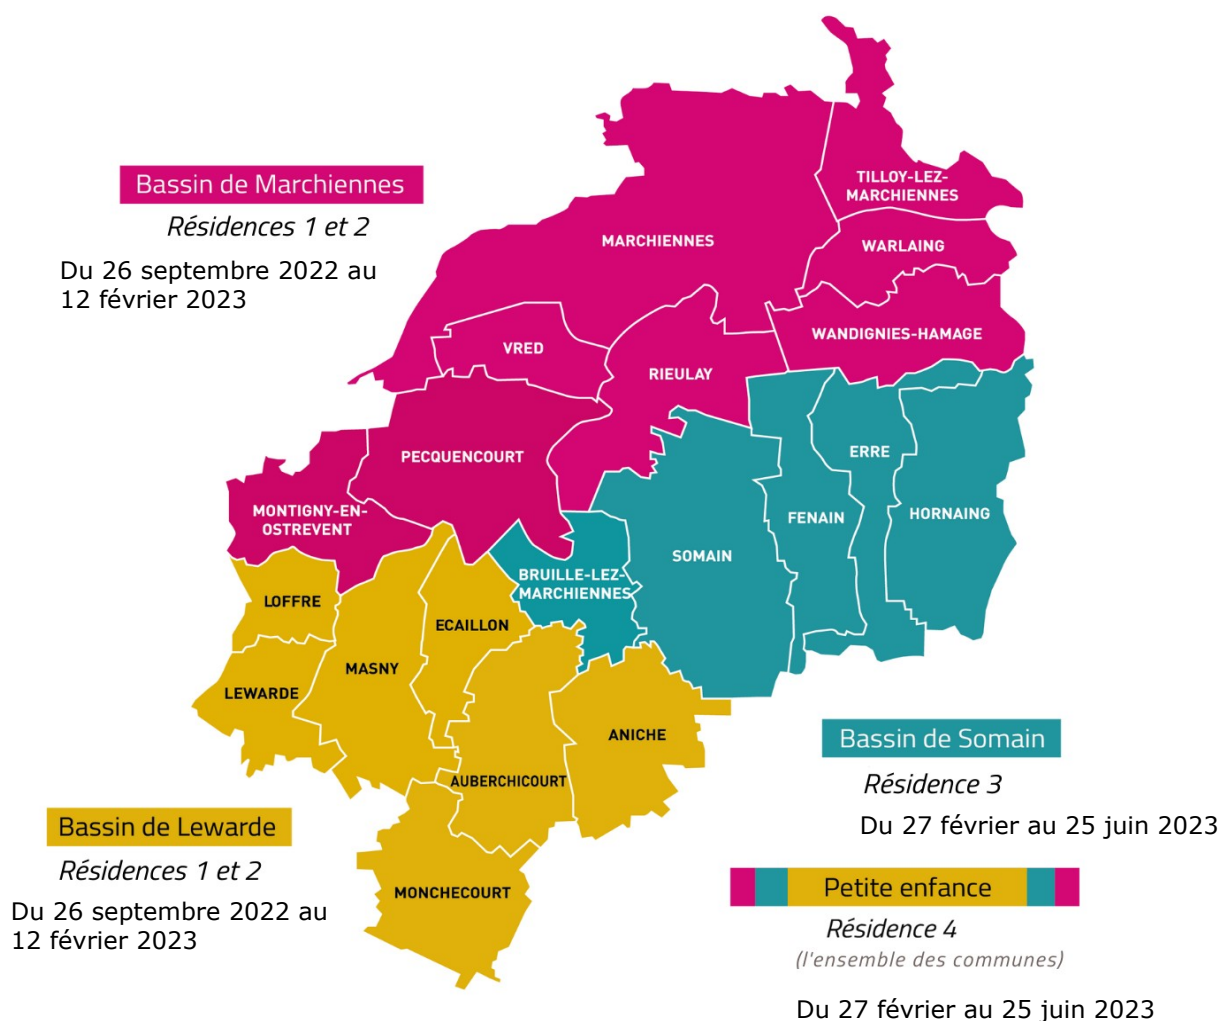 Bassin de Marchiennes
Résidences 1 et 2
Du 26 septembre 2022 au
12 février 2023
TILLOY-LEZ-
MARCHIENNES
MARCHIENNES
WARLAING
WANDIGNIES-HAMAGE
VRED
RIEULAY
PECQUENCOURT
ERRE
MONTIGNY-EN-
OSTREVENT
FENAIN
HORNAING
SOMAIN
BRUILLE-LEZ-
MARCHIENNES
LOFFRE
ECAILLON
MASNY
LEWARDE
ANICHE
AUBERCHICOURT
MONCHECOURT
Bassin de Somain
Résidence 3
Du 27 février au 25 juin 2023
Bassin de Lewarde
Résidences 1 et 2
Du 26 septembre 2022 au
12 février 2023
Petite enfance
Résidence 4
(l'ensemble des communes)
Du 27 février au 25 juin 2023